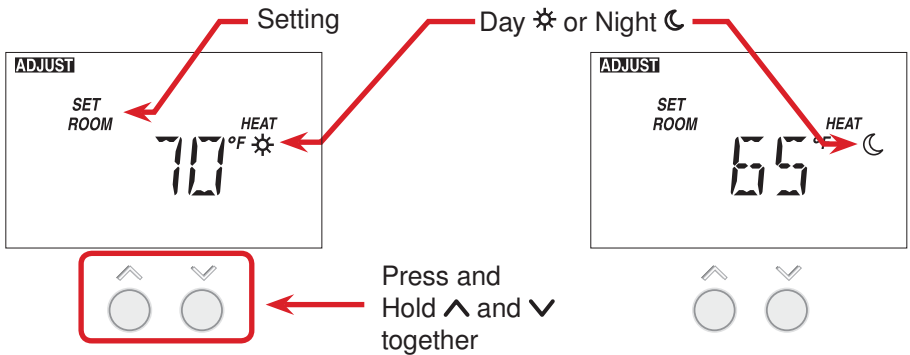 Setting
Day ☼ or Night ☾
ADJUST
SET
ROOM
HEAT
70°F ☼
ADJUST
SET
ROOM
HEAT
65°F ☾
Press and
Hold ∧ and ∨
together